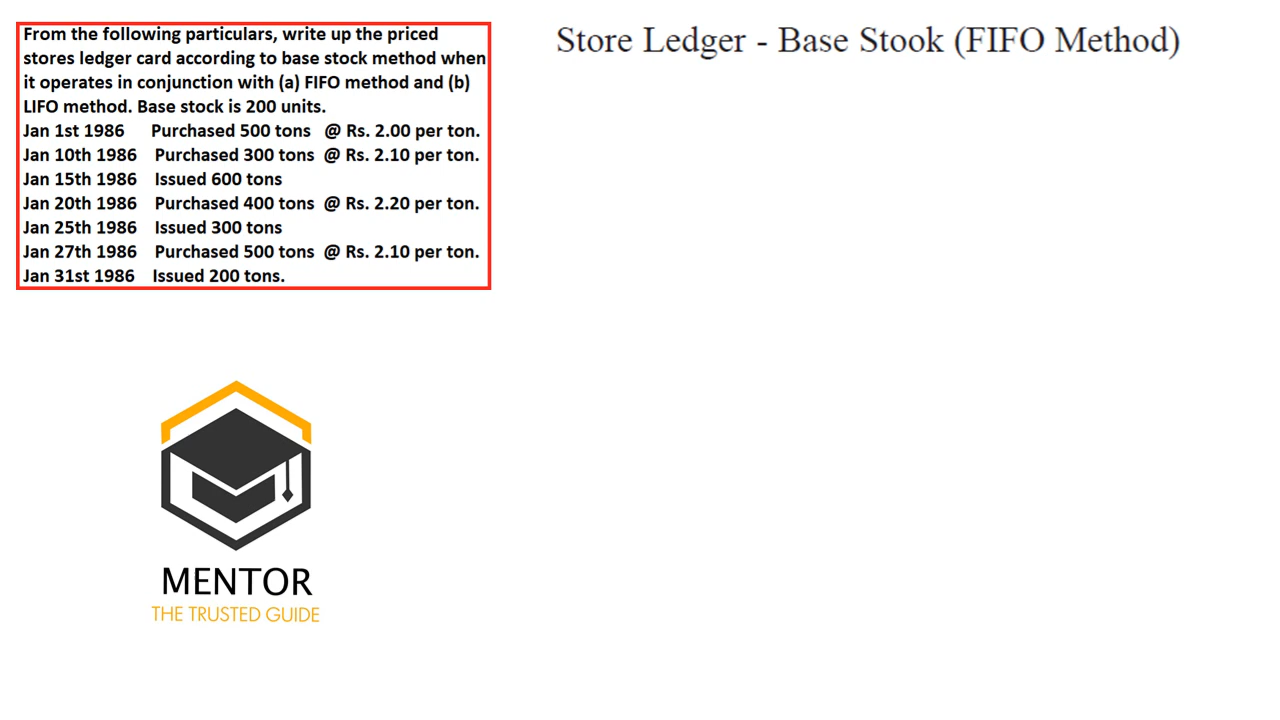 From the following particulars, write up the priced
stores ledger card according to base stock method when
it operates in conjunction with (a) FIFO method and (b)
LIFO method. Base stock is 200 units.
Jan 1st 1986 Purchased 500 tons @ Rs. 2.00 per ton.
Jan 10th 1986 Purchased 300 tons @ Rs. 2.10 per ton.
Jan 15th 1986 Issued 600 tons
Jan 20th 1986 Purchased 400 tons @ Rs. 2.20 per ton.
Jan 25th 1986 Issued 300 tons
Jan 27th 1986 Purchased 500 tons @ Rs. 2.10 per ton.
Jan 31st 1986 Issued 200 tons.
Store Ledger - Base Stook (FIFO Method)
MENTOR
THE TRUSTED GUIDE